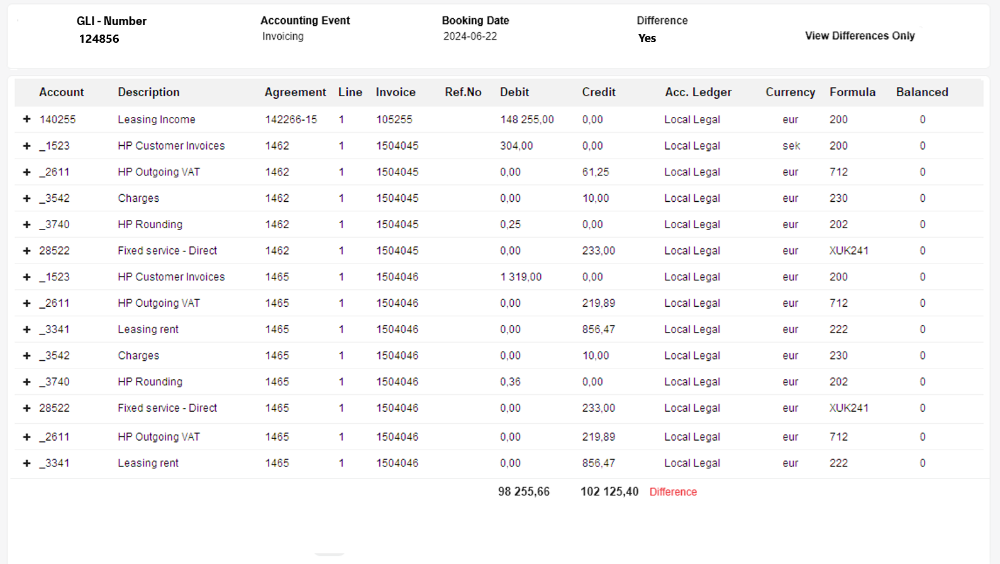 GLI - Number Accounting Event Booking Date Difference
124856 Invoicing 2024-06-22 Yes View Differences Only
Account Description Agreement Line Invoice Ref.No Debit Credit Acc. Ledger Currency Formula Balanced
+ 140255 Leasing Income 142266-15 1 105255 148 255,00 0,00 Local Legal eur 200 0
+ _1523 HP Customer Invoices 1462 1 1504045 304,00 0,00 Local Legal sek 200 0
+ _2611 HP Outgoing VAT 1462 1 1504045 0,00 61,25 Local Legal eur 712 0
+ _3542 Charges 1462 1 1504045 0,00 10,00 Local Legal eur 230 0
+ _3740 HP Rounding 1462 1 1504045 0,25 0,00 Local Legal eur 202 0
+ 28522 Fixed service - Direct 1462 1 1504045 0,00 233,00 Local Legal eur XUK241 0
+ _1523 HP Customer Invoices 1465 1 1504046 1 319,00 0,00 Local Legal eur 200 0
+ _2611 HP Outgoing VAT 1465 1 1504046 0,00 219,89 Local Legal eur 712 0
+ _3341 Leasing rent 1465 1 1504046 0,00 856,47 Local Legal eur 222 0
+ _3542 Charges 1465 1 1504046 0,00 10,00 Local Legal eur 230 0
+ _3740 HP Rounding 1465 1 1504046 0,36 0,00 Local Legal eur 202 0
+ 28522 Fixed service - Direct 1465 1 1504046 0,00 233,00 Local Legal eur XUK241 0
+ _2611 HP Outgoing VAT 1465 1 1504046 0,00 219,89 Local Legal eur 712 0
+ _3341 Leasing rent 1465 1 1504046 0,00 856,47 Local Legal eur 222 0
98 255,66 102 125,40 Difference